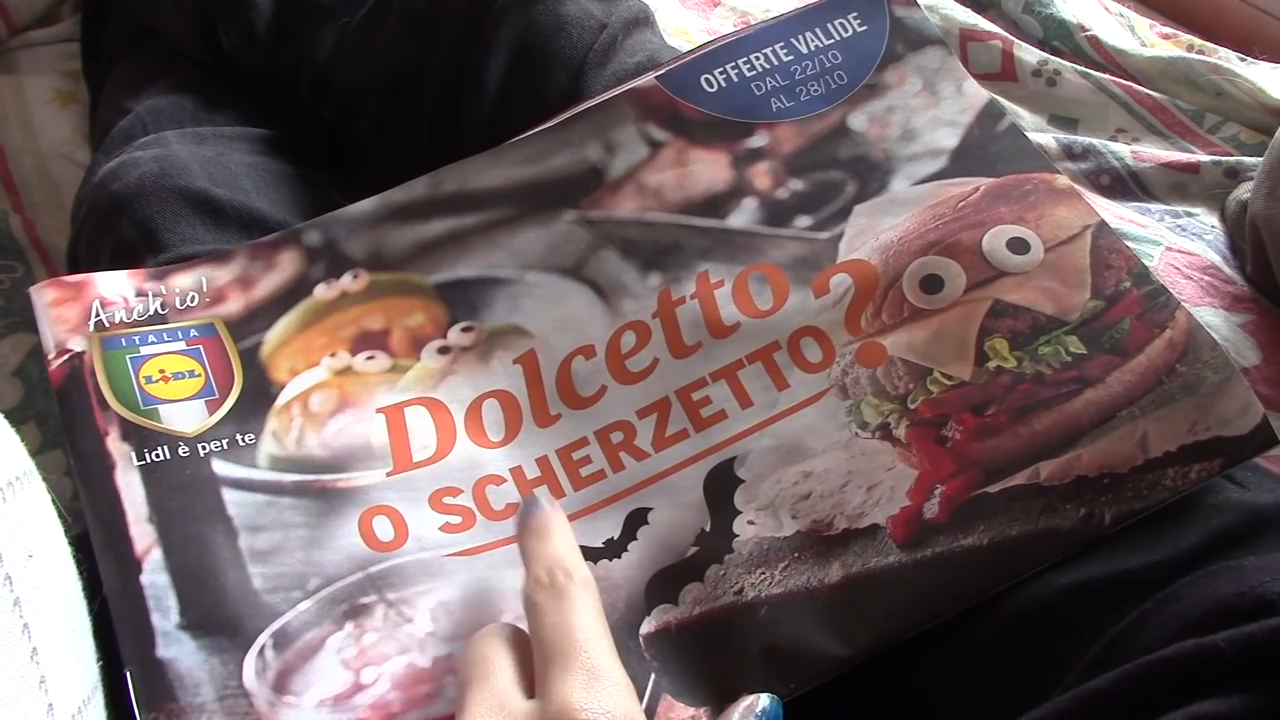 OFFERTE VALIDE
DAL 22/10
AL 28/10
Anch'io!
ITALIA
LIDL
Lidl è per te
Dolcetto
O SCHERZETTO?